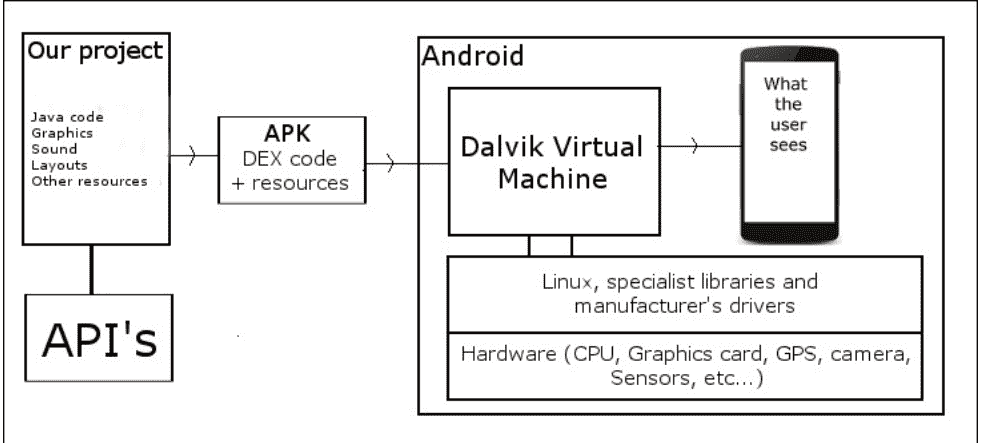 Our project
Java code
Graphics
Sound
Layouts
Other resources
API's
APK
DEX code
+ resources
Android
Dalvik Virtual
Machine
What
the
user
sees
Linux, specialist libraries and
manufacturer's drivers
Hardware (CPU, Graphics card, GPS, camera,
Sensors, etc...)